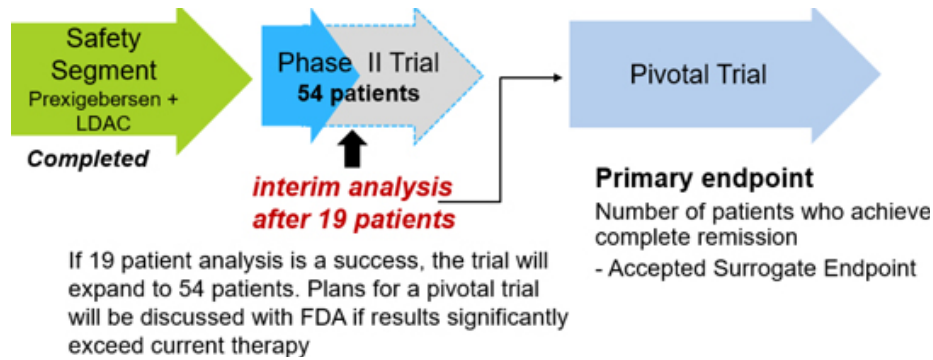 Safety
Segment
Prexigebersen +
LDAC
Completed
Phase II Trial
54 patients
interim analysis
after 19 patients
If 19 patient analysis is a success, the trial will
expand to 54 patients. Plans for a pivotal trial
will be discussed with FDA if results significantly
exceed current therapy
Pivotal Trial
Primary endpoint
Number of patients who achieve
complete remission
- Accepted Surrogate Endpoint